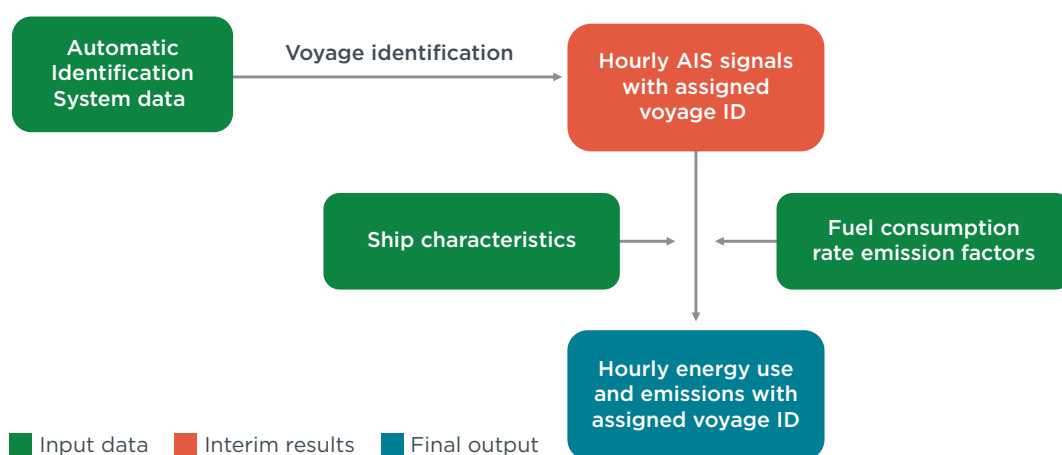 Automatic
Identification
System data
Voyage identification
Hourly AIS signals
with assigned
voyage ID
Ship characteristics
Fuel consumption
rate emission factors
Hourly energy use
and emissions with
assigned voyage ID
Input data
Interim results
Final output